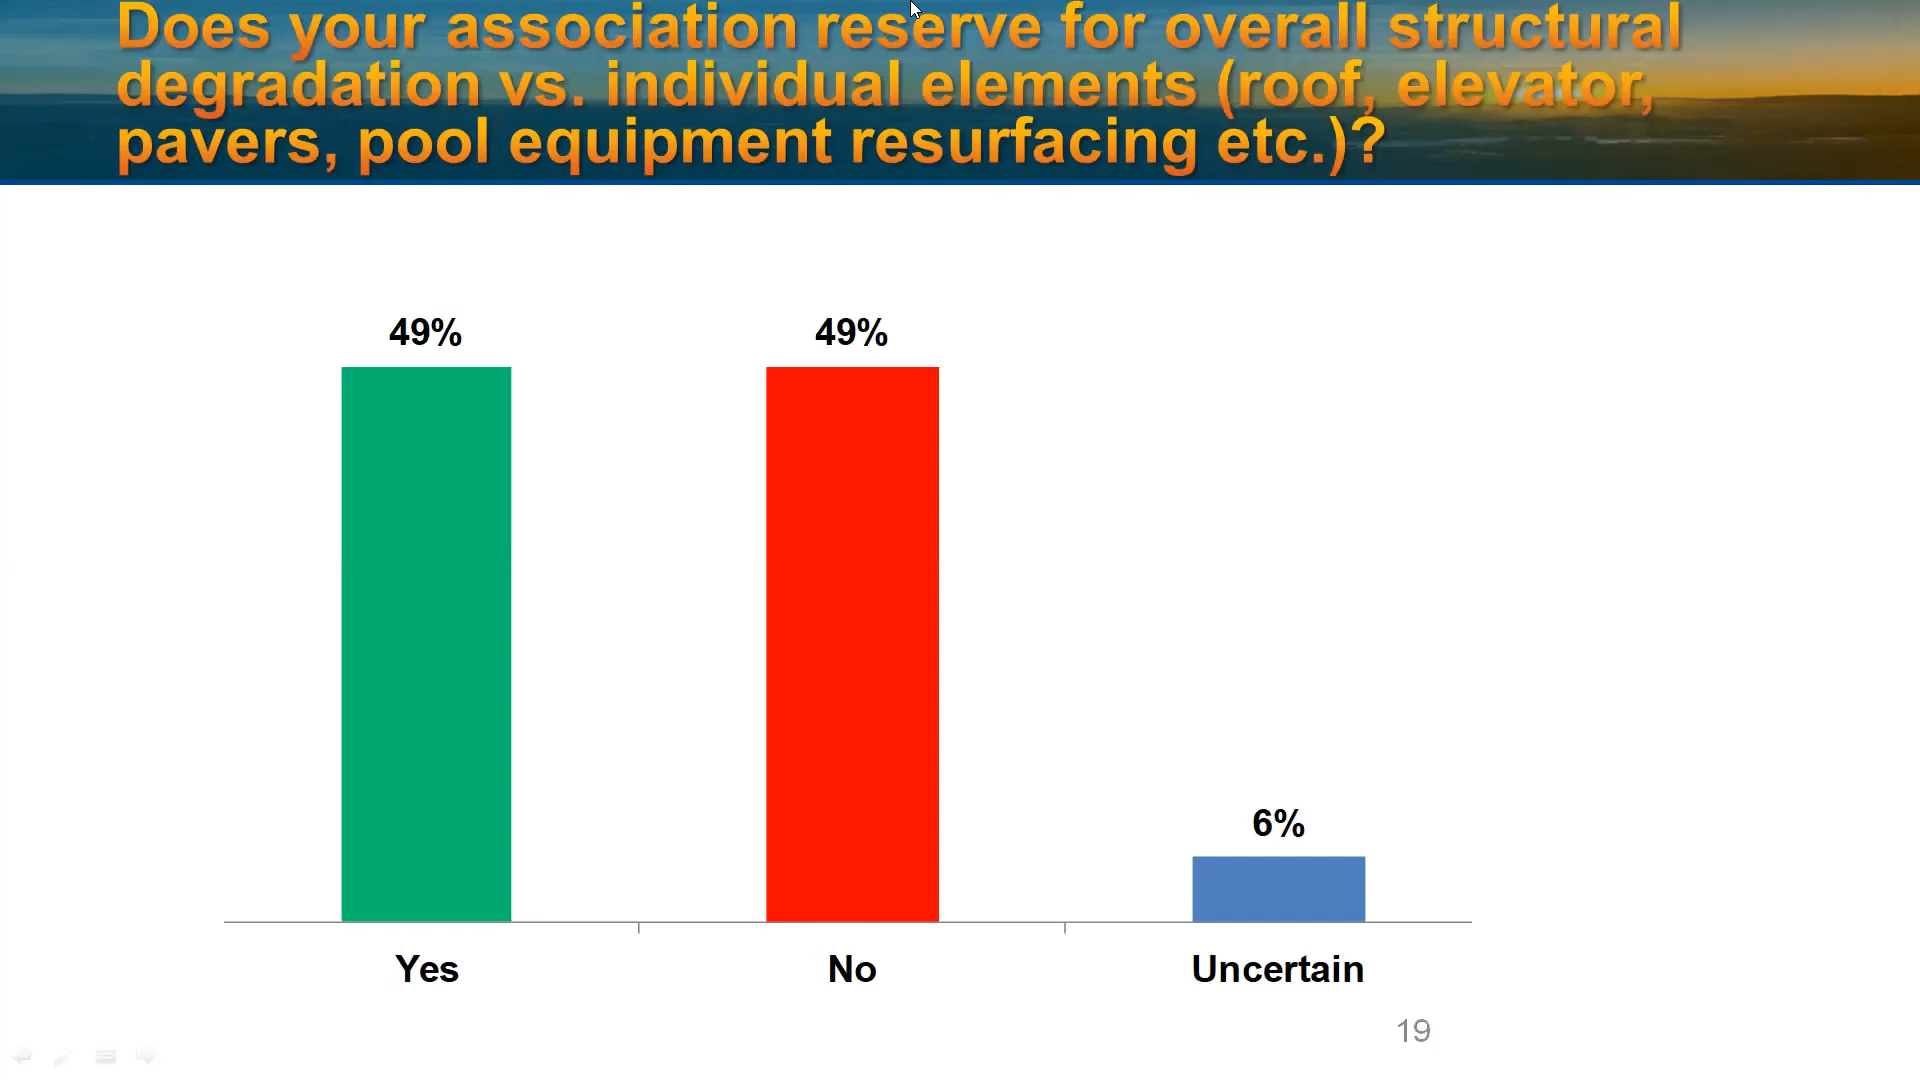 Does your association reserve for overall structural
degradation vs. individual elements (roof, elevator,
pavers, pool equipment resurfacing etc.)?
49%
49%
6%
Yes
No
Uncertain
19